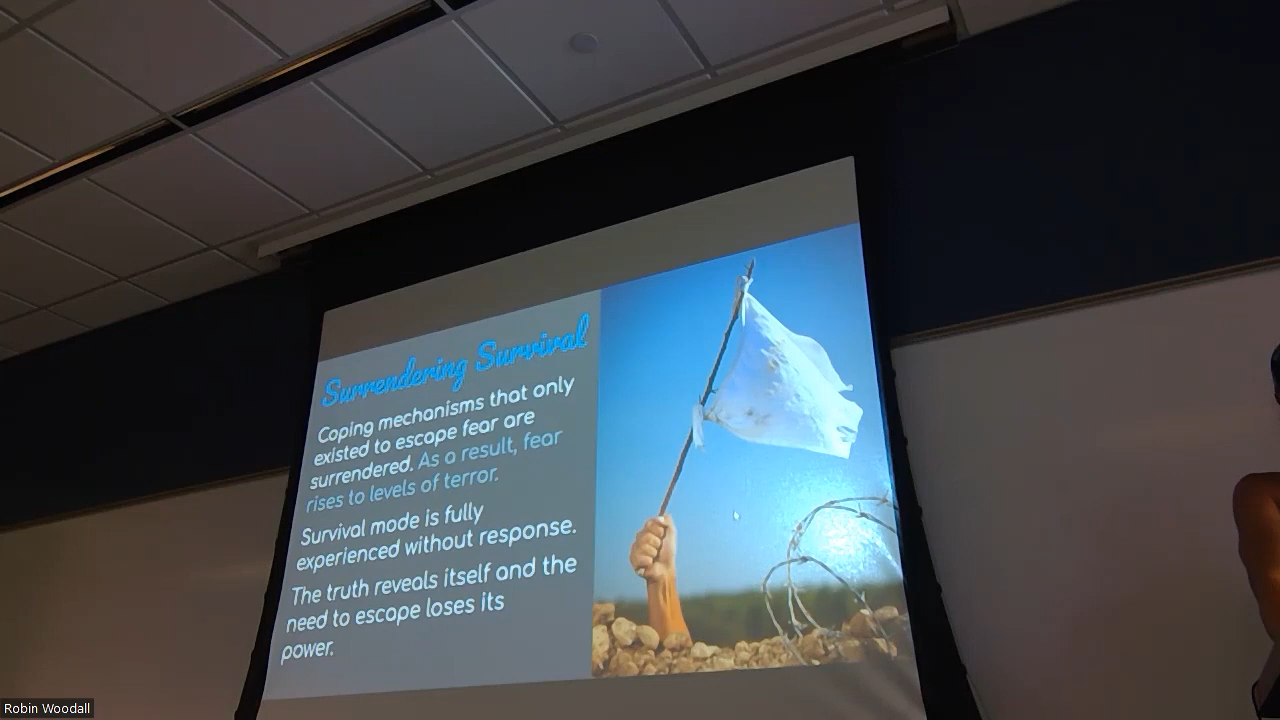 Surrendering Survival
Coping mechanisms that only
existed to escape fear are
surrendered. As a result, fear
rises to levels of terror.
Survival mode is fully
experienced without response.
The truth reveals itself and the
need to escape loses its
power.
Robin Woodall